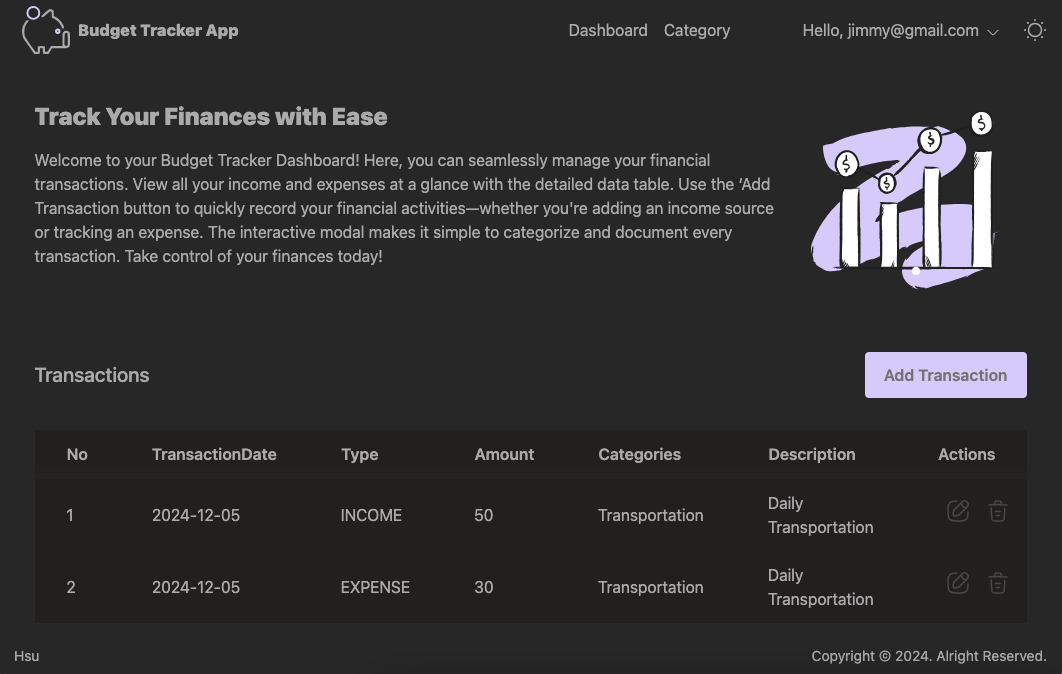 Budget Tracker App
Dashboard Category
Hello, jimmy@gmail.com
Track Your Finances with Ease
Welcome to your Budget Tracker Dashboard! Here, you can seamlessly manage your financial
transactions. View all your income and expenses at a glance with the detailed data table. Use the ‘Add
Transaction button to quickly record your financial activities—whether you're adding an income source
or tracking an expense. The interactive modal makes it simple to categorize and document every
transaction. Take control of your finances today!
$ $ $ $
Transactions
Add Transaction
No TransactionDate Type Amount Categories Description Actions
1 2024-12-05 INCOME 50 Transportation Daily
Transportation
2 2024-12-05 EXPENSE 30 Transportation Daily
Transportation
Hsu
Copyright © 2024. Alright Reserved.